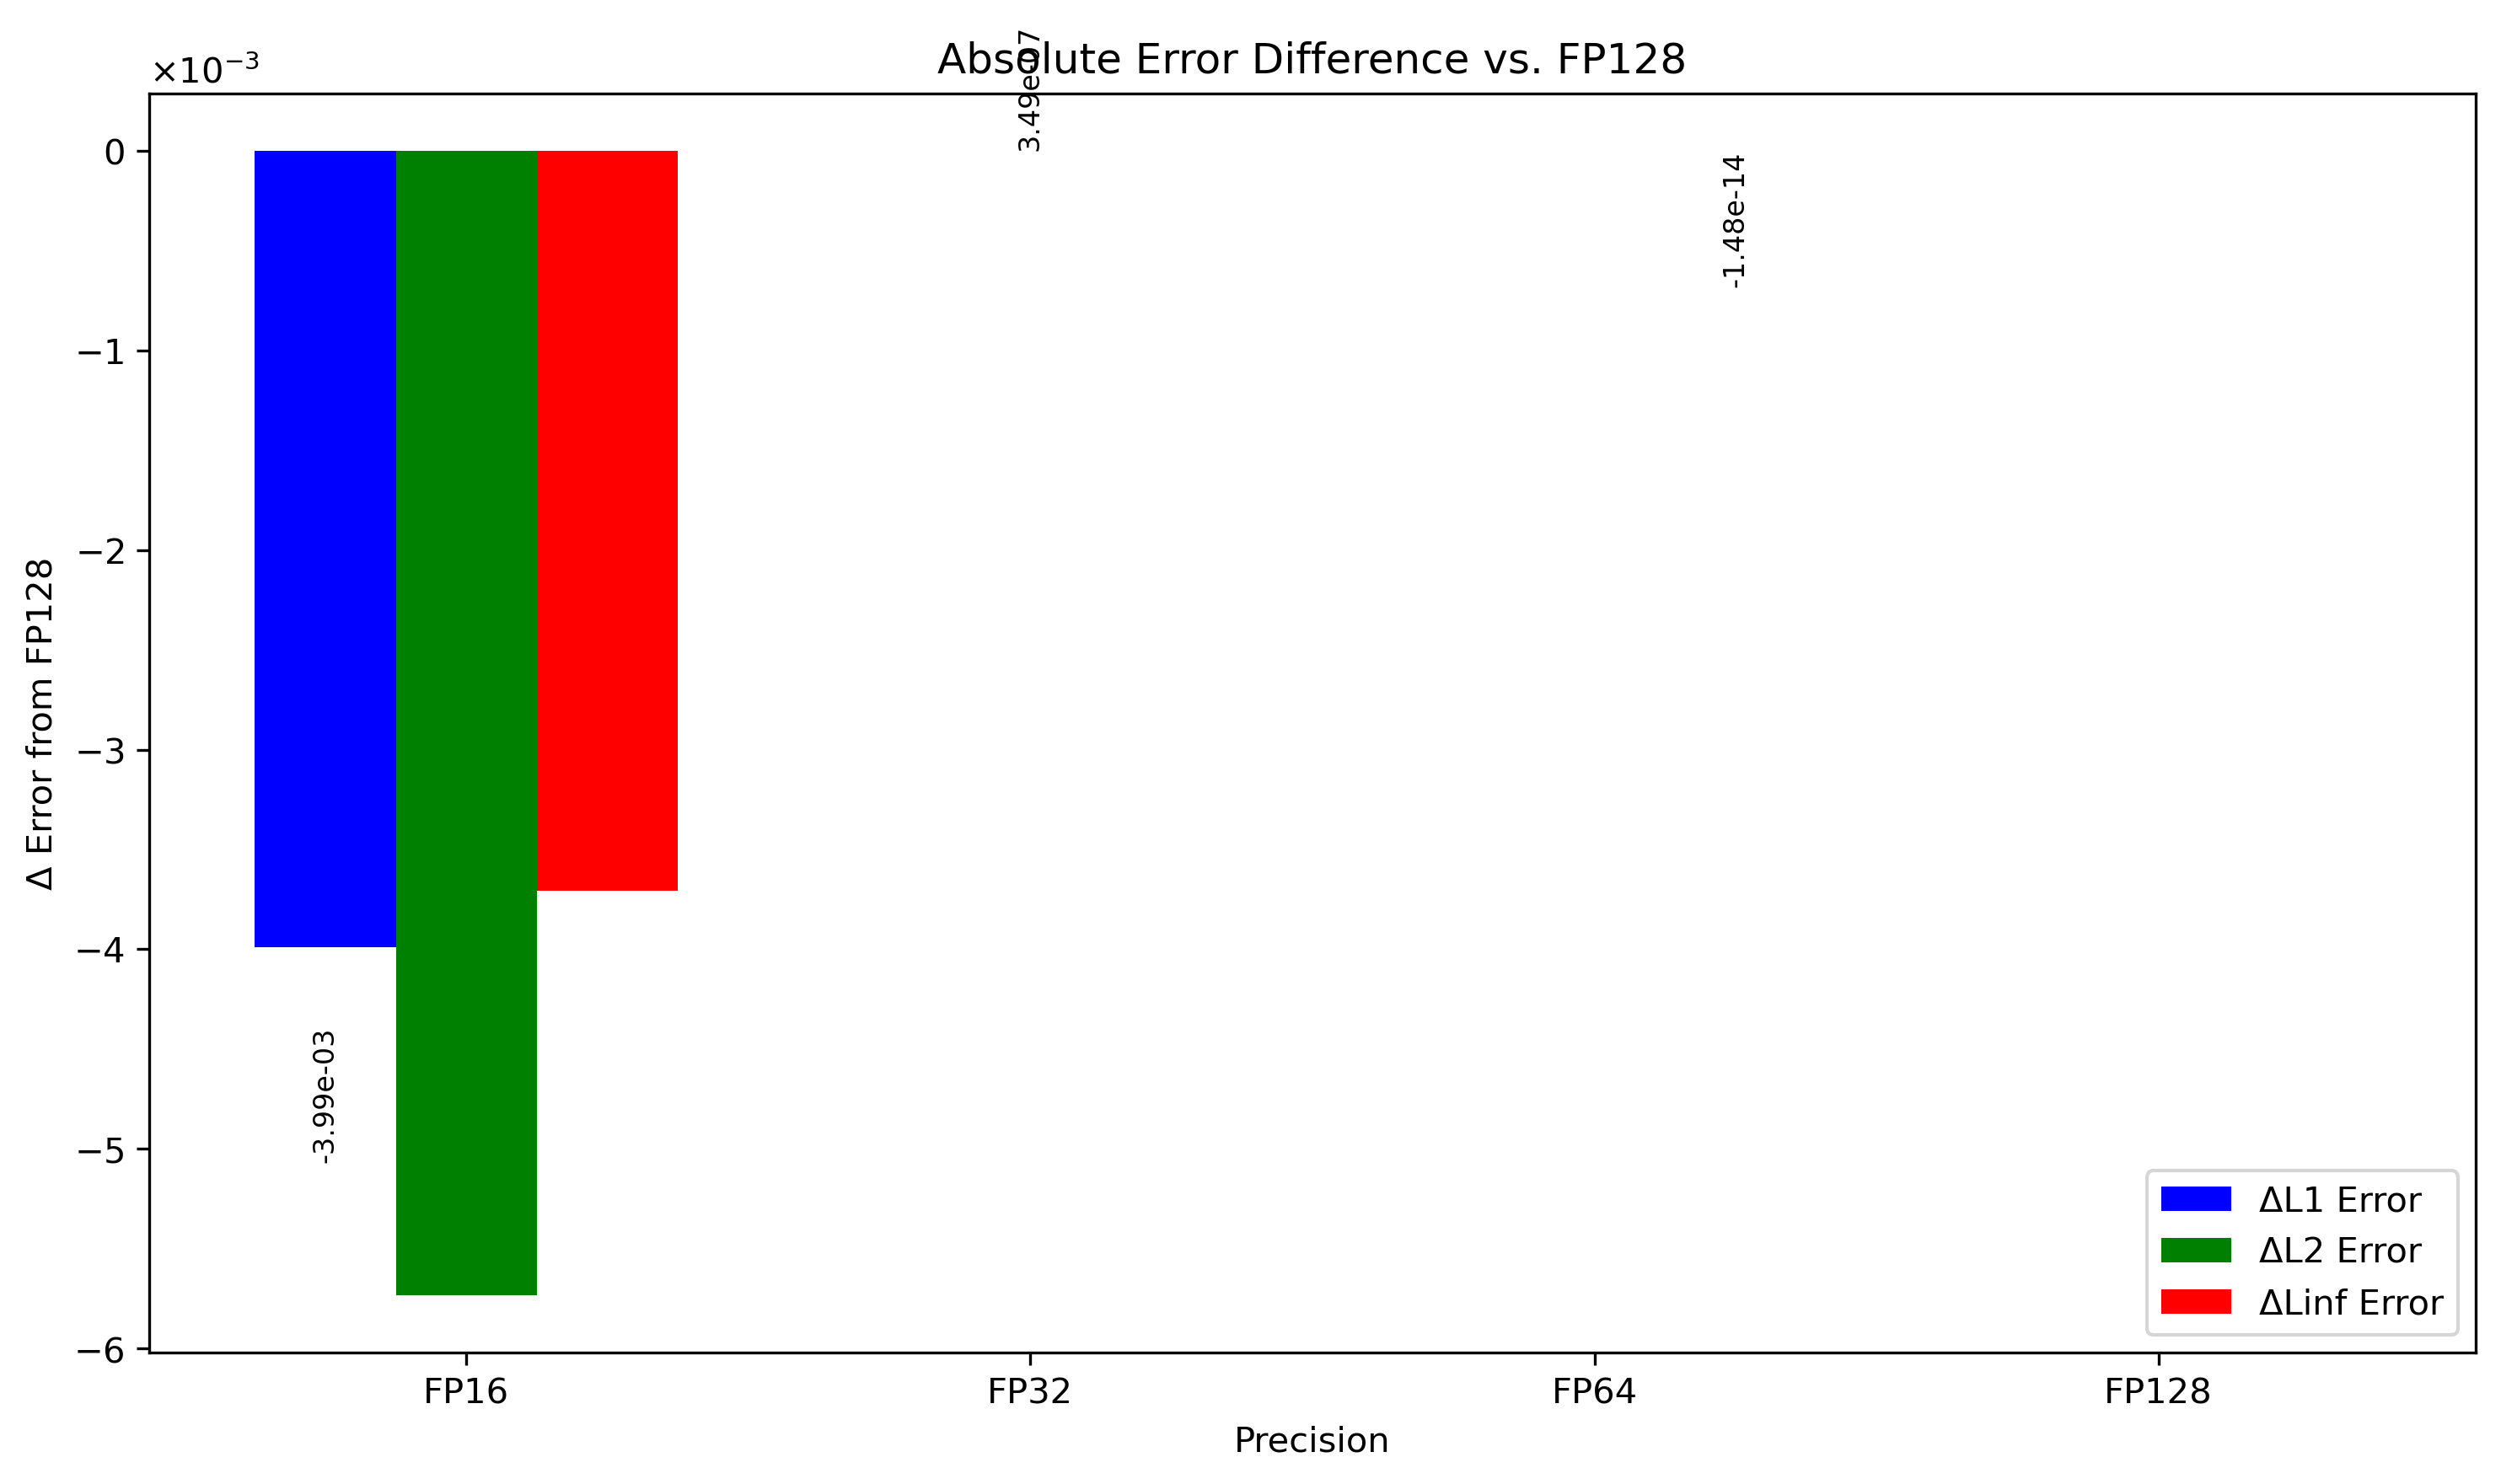 Absolute Error Difference vs. FP128
×10⁻³
3.49e-07
-1.48e-14
-3.99e-03
0
−1
−2
−3
−4
−5
−6
Δ Error from FP128
FP16
FP32
FP64
FP128
Precision
ΔL1 Error
ΔL2 Error
ΔLinf Error